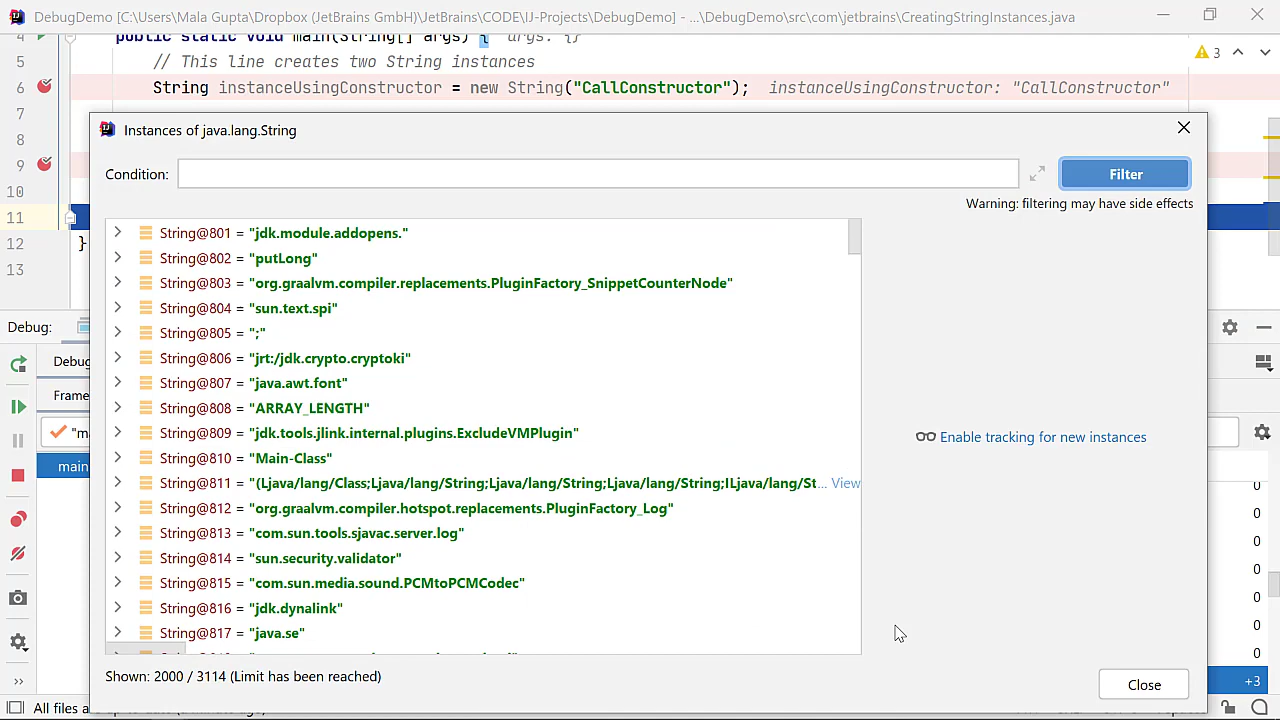 DebugDemo [C:\Users\Mala Gupta\Dropbox (JetBrains GmbH)\JetBrains\CODE\IJ-Projects\DebugDemo] - ...\DebugDemo\src\com\jetbrains\CreatingStringInstances.java
4 public static void main(String[] args) { args: {}
5 // This line creates two String instances
6 String instanceUsingConstructor = new String("CallConstructor"); instanceUsingConstructor: "CallConstructor"
3
7
8
9
10
11
12 }
13
Instances of java.lang.String
Condition:
Filter
Warning: filtering may have side effects
String@801 = "jdk.module.addopens."
String@802 = "putLong"
String@803 = "org.graalvm.compiler.replacements.PluginFactory_SnippetCounterNode"
String@804 = "sun.text.spi"
String@805 = ";"
String@806 = "jrt:/jdk.crypto.cryptoki"
String@807 = "java.awt.font"
String@808 = "ARRAY_LENGTH"
String@809 = "jdk.tools.jlink.internal.plugins.ExcludeVMPlugin"
String@810 = "Main-Class"
String@811 = "(Ljava/lang/Class;Ljava/lang/String;Ljava/lang/String;Ljava/lang/String;ILjava/lang/St... View
String@812 = "org.graalvm.compiler.hotspot.replacements.PluginFactory_Log"
String@813 = "com.sun.tools.sjavac.server.log"
String@814 = "sun.security.validator"
String@815 = "com.sun.media.sound.PCMtoPCMCodec"
String@816 = "jdk.dynalink"
String@817 = "java.se"
Enable tracking for new instances
Shown: 2000 / 3114 (Limit has been reached)
Close
Debug:
Debug
Frame
"m
main
0
0
0
0
0
0
0
+3
All files